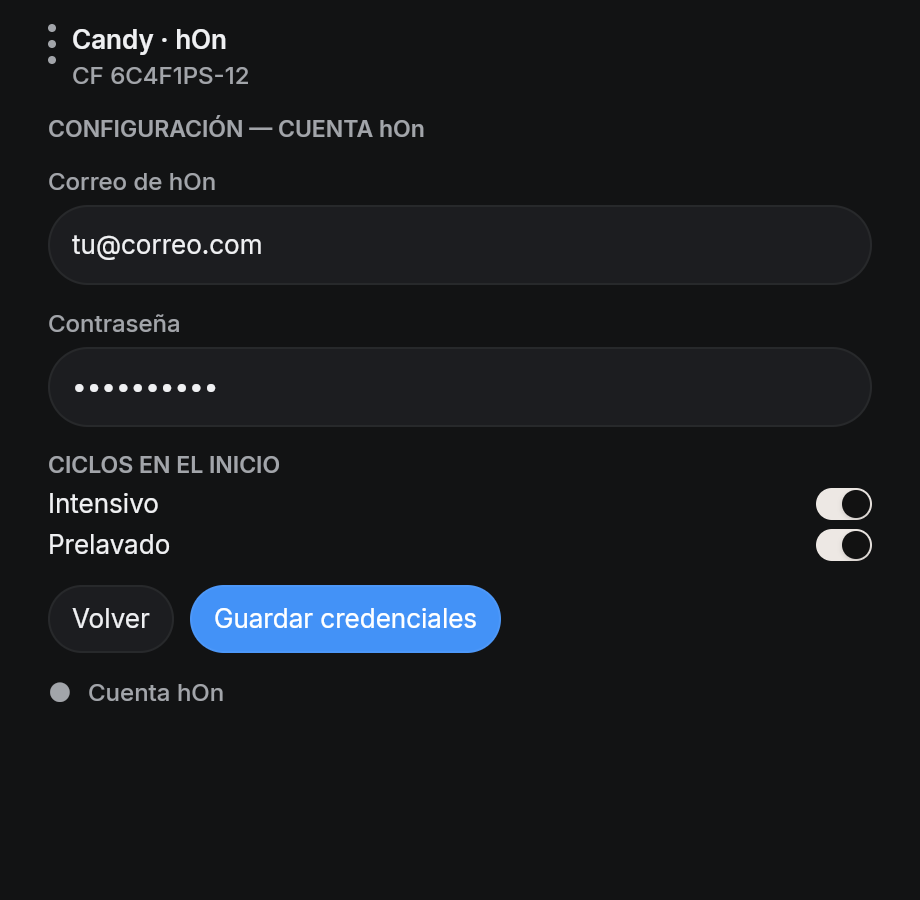 Candy · hOn
CF 6C4F1PS-12
CONFIGURACIÓN — CUENTA hOn
Correo de hOn
tu@correo.com
Contraseña
••••••••••
CICLOS EN EL INICIO
Intensivo
Prelavado
Volver
Guardar credenciales
Cuenta hOn